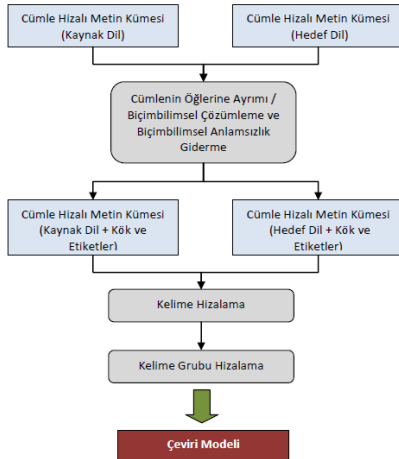 Cümle Hizalı Metin Kümesi
(Kaynak Dil)
Cümle Hizalı Metin Kümesi
(Hedef Dil)
Cümlenin Öğlerine Ayrımı /
Biçimbilimsel Çözümleme ve
Biçimbilimsel Anlamsızlık
Giderme
Cümle Hizalı Metin Kümesi
(Kaynak Dil + Kök ve
Etiketler)
Cümle Hizalı Metin Kümesi
(Hedef Dil + Kök ve
Etiketler)
Kelime Hizalama
Kelime Grubu Hizalama
Çeviri Modeli